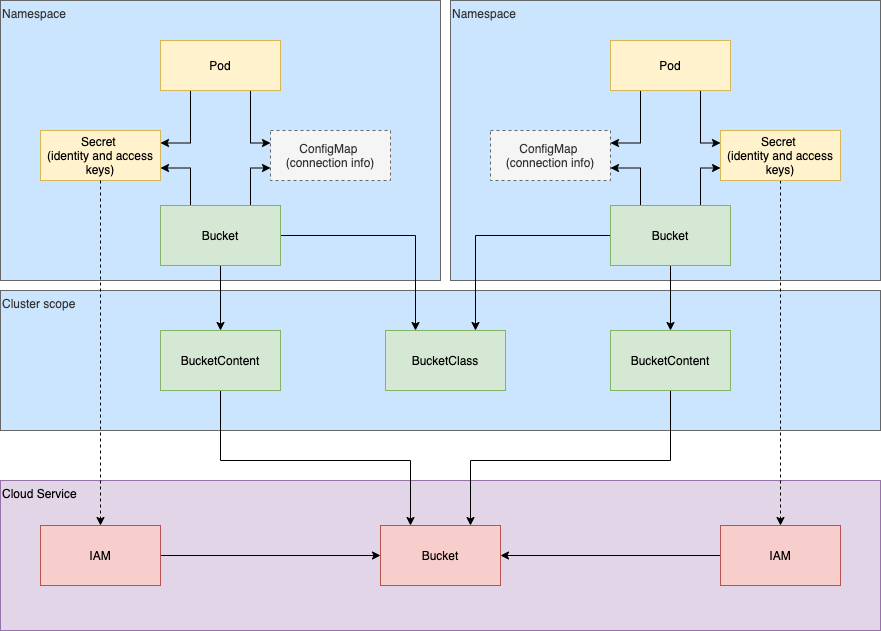 Namespace
Namespace
Pod
Pod
Secret
(identity and access
keys)
ConfigMap
(connection info)
ConfigMap
(connection info)
Secret
(identity and access
keys)
Bucket
Bucket
Cluster scope
BucketContent
BucketClass
BucketContent
Cloud Service
IAM
Bucket
IAM